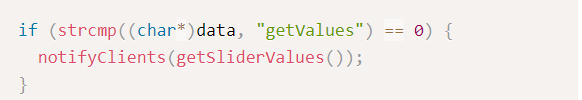 if (strcmp((char*)data, "getValues") == 0) {
  notifyClients(getSliderValues());
}